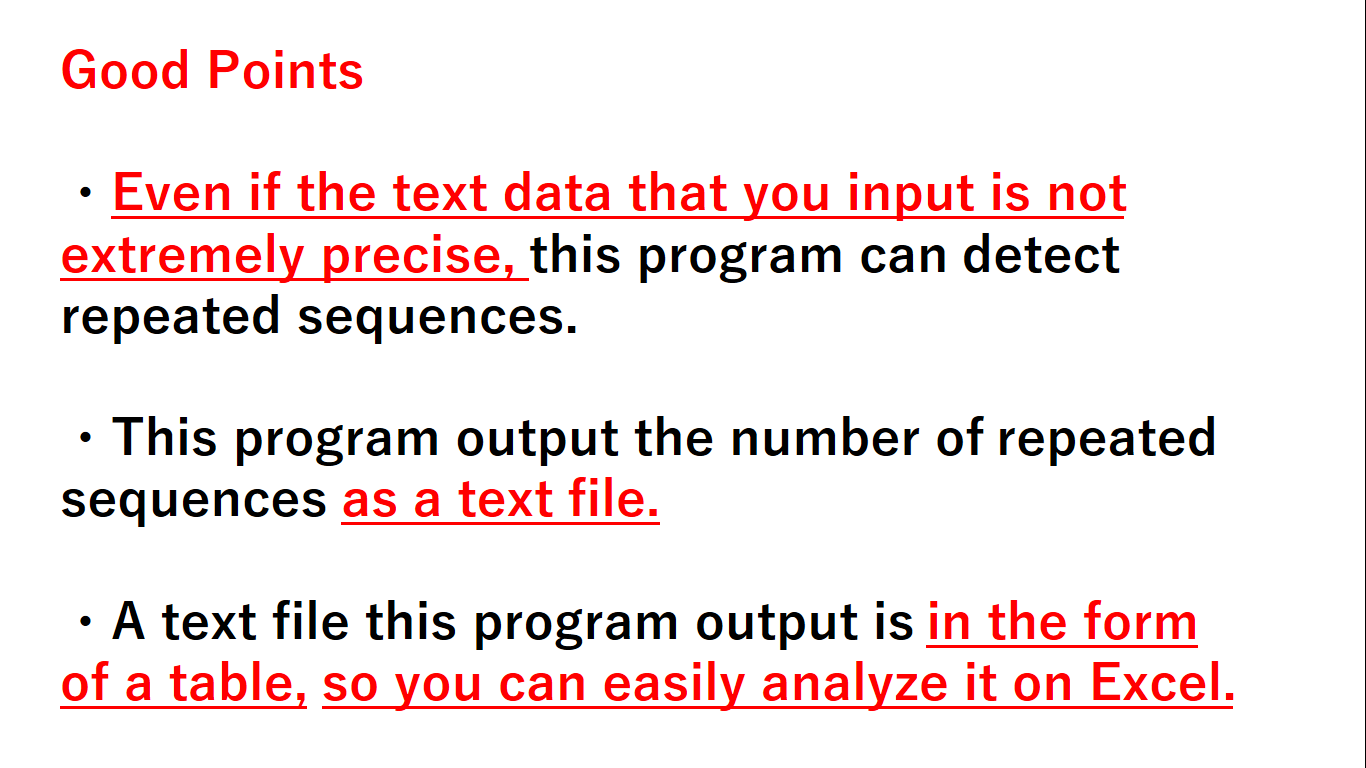 Good Points
・Even if the text data that you input is not
extremely precise, this program can detect
repeated sequences.
・This program output the number of repeated
sequences as a text file.
・A text file this program output is in the form
of a table, so you can easily analyze it on Excel.